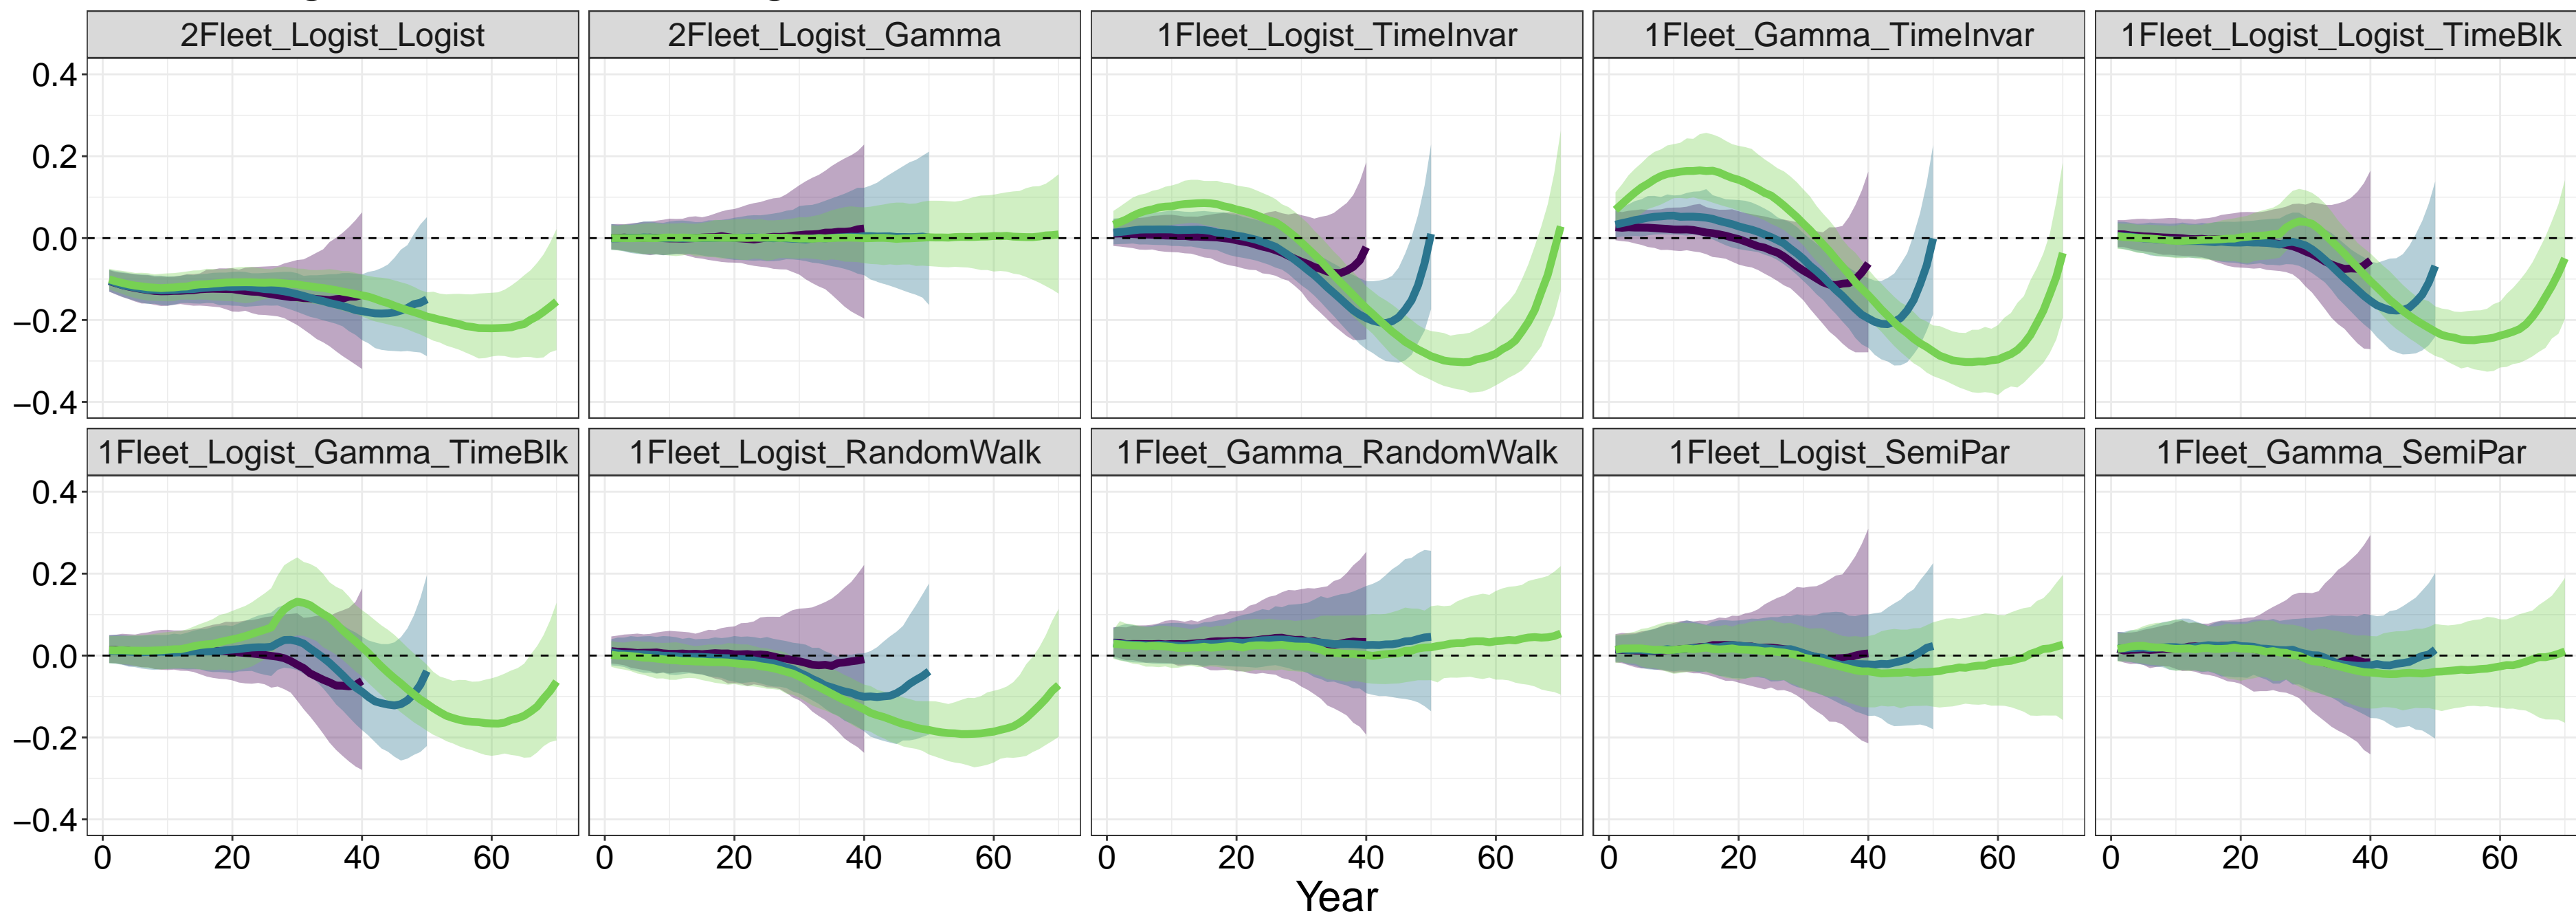 2Fleet_Logist_Logist 2Fleet_Logist_Gamma 1Fleet_Logist_TimeInvar 1Fleet_Gamma_TimeInvar 1Fleet_Logist_Logist_TimeBlk
0.4
0.2
0.0
−0.2
−0.4
1Fleet_Logist_Gamma_TimeBlk 1Fleet_Logist_RandomWalk 1Fleet_Gamma_RandomWalk 1Fleet_Logist_SemiPar 1Fleet_Gamma_SemiPar
0.4
0.2
0.0
−0.2
−0.4
0 20 40 60 0 20 40 60 0 20 40 60 0 20 40 60 0 20 40 60
Year